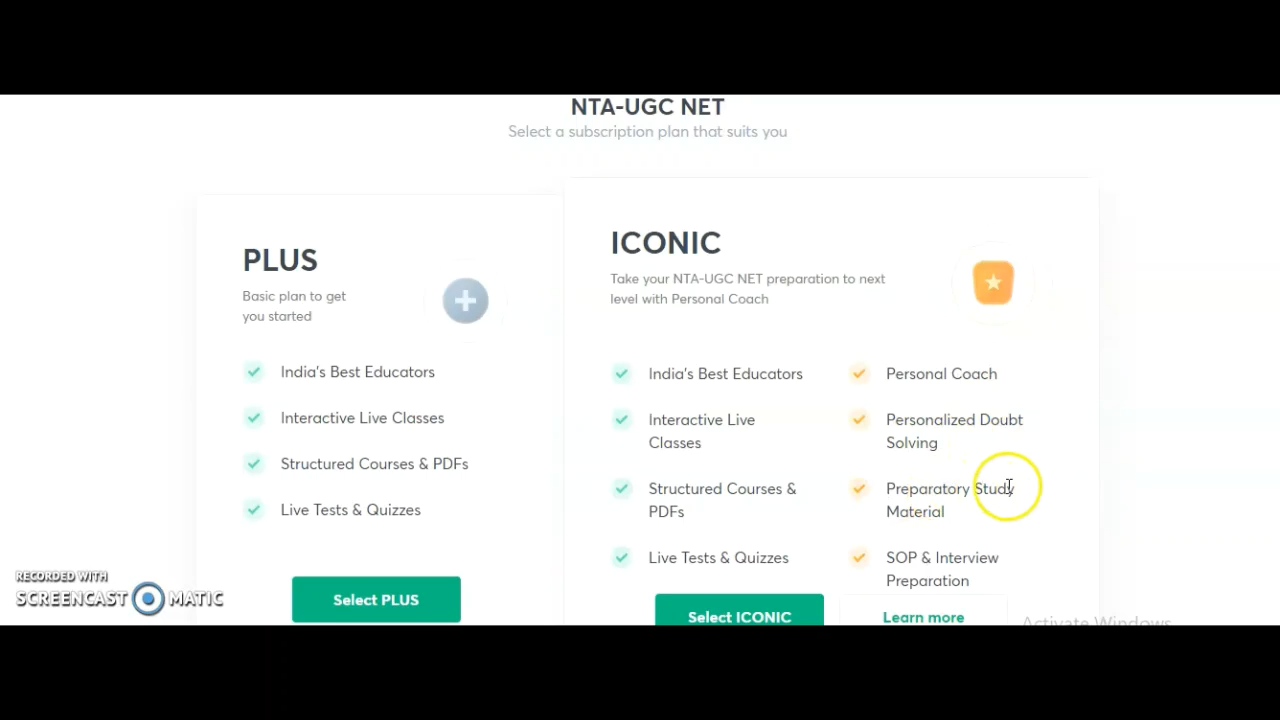 NTA-UGC NET
Select a subscription plan that suits you
PLUS
Basic plan to get
you started
India's Best Educators
Interactive Live Classes
Structured Courses & PDFs
Live Tests & Quizzes
Select PLUS
ICONIC
Take your NTA-UGC NET preparation to next
level with Personal Coach
India's Best Educators
Interactive Live
Classes
Structured Courses &
PDFs
Live Tests & Quizzes
Personal Coach
Personalized Doubt
Solving
Preparatory Study
Material
SOP & Interview
Preparation
Select ICONIC
Learn more
Activate Windows
RECORDED WITH
SCREENCAST MATIC